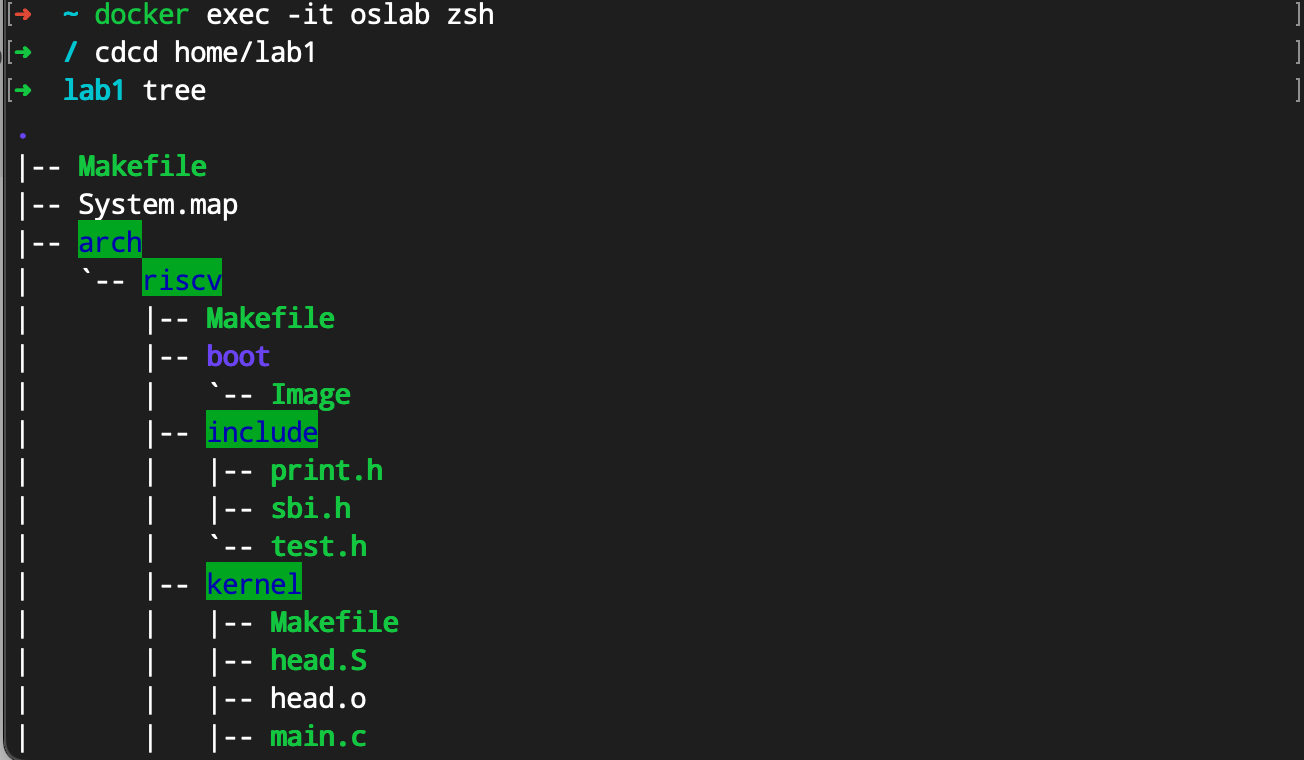 [➜  ~ docker exec -it oslab zsh ]
[➜  / cdcd home/lab1 ]
[➜  lab1 tree ]
.
|-- Makefile
|-- System.map
|-- arch
|   `-- riscv
|       |-- Makefile
|       |-- boot
|       |   `-- Image
|       |-- include
|       |   |-- print.h
|       |   |-- sbi.h
|       |   `-- test.h
|       |-- kernel
|       |   |-- Makefile
|       |   |-- head.S
|       |   |-- head.o
|       |   |-- main.c